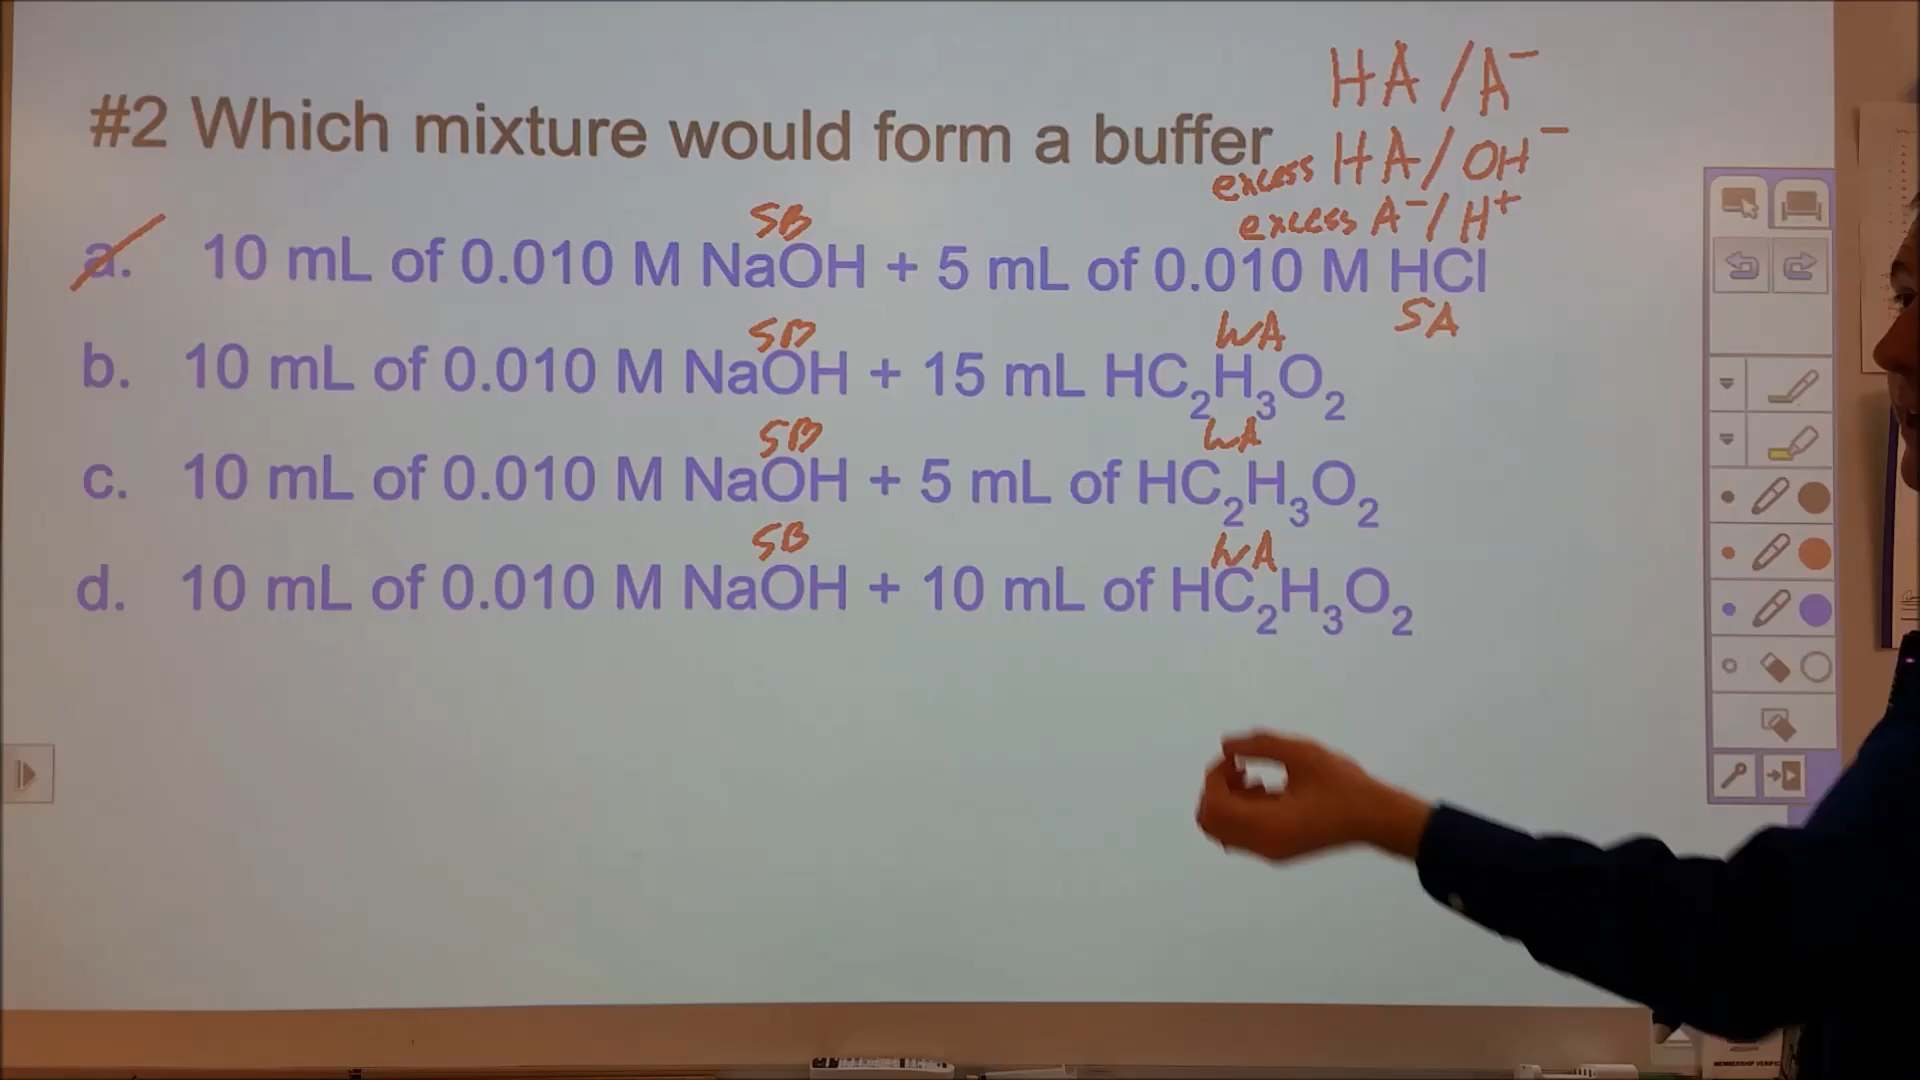 HA/A⁻
#2 Which mixture would form a buffer
excess HA/OH⁻
excess A⁻/H⁺
SB
a. 10 mL of 0.010 M NaOH + 5 mL of 0.010 M HCl
SA
SB WA
b. 10 mL of 0.010 M NaOH + 15 mL HC₂H₃O₂
SB WA
c. 10 mL of 0.010 M NaOH + 5 mL of HC₂H₃O₂
SB WA
d. 10 mL of 0.010 M NaOH + 10 mL of HC₂H₃O₂